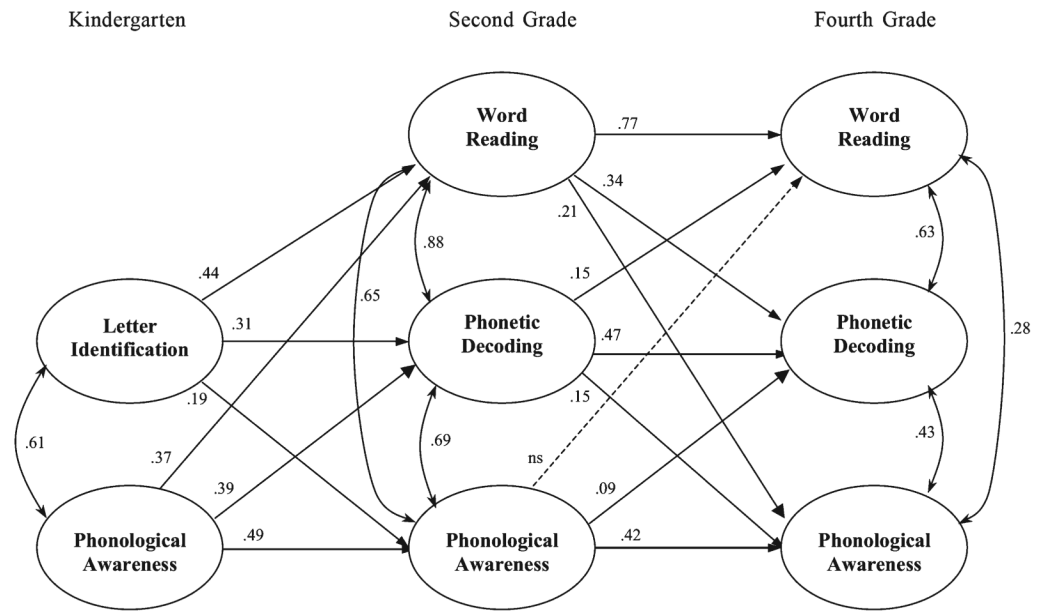 Kindergarten
Second Grade
Fourth Grade
Word
Reading
Word
Reading
.77
.34
.21
.44
.88
.63
.65
.15
Letter
Identification
.31
Phonetic
Decoding
.47
Phonetic
Decoding
.28
.19
.15
.61
.69
.43
.37
ns
.39
.09
Phonological
Awareness
.49
Phonological
Awareness
.42
Phonological
Awareness